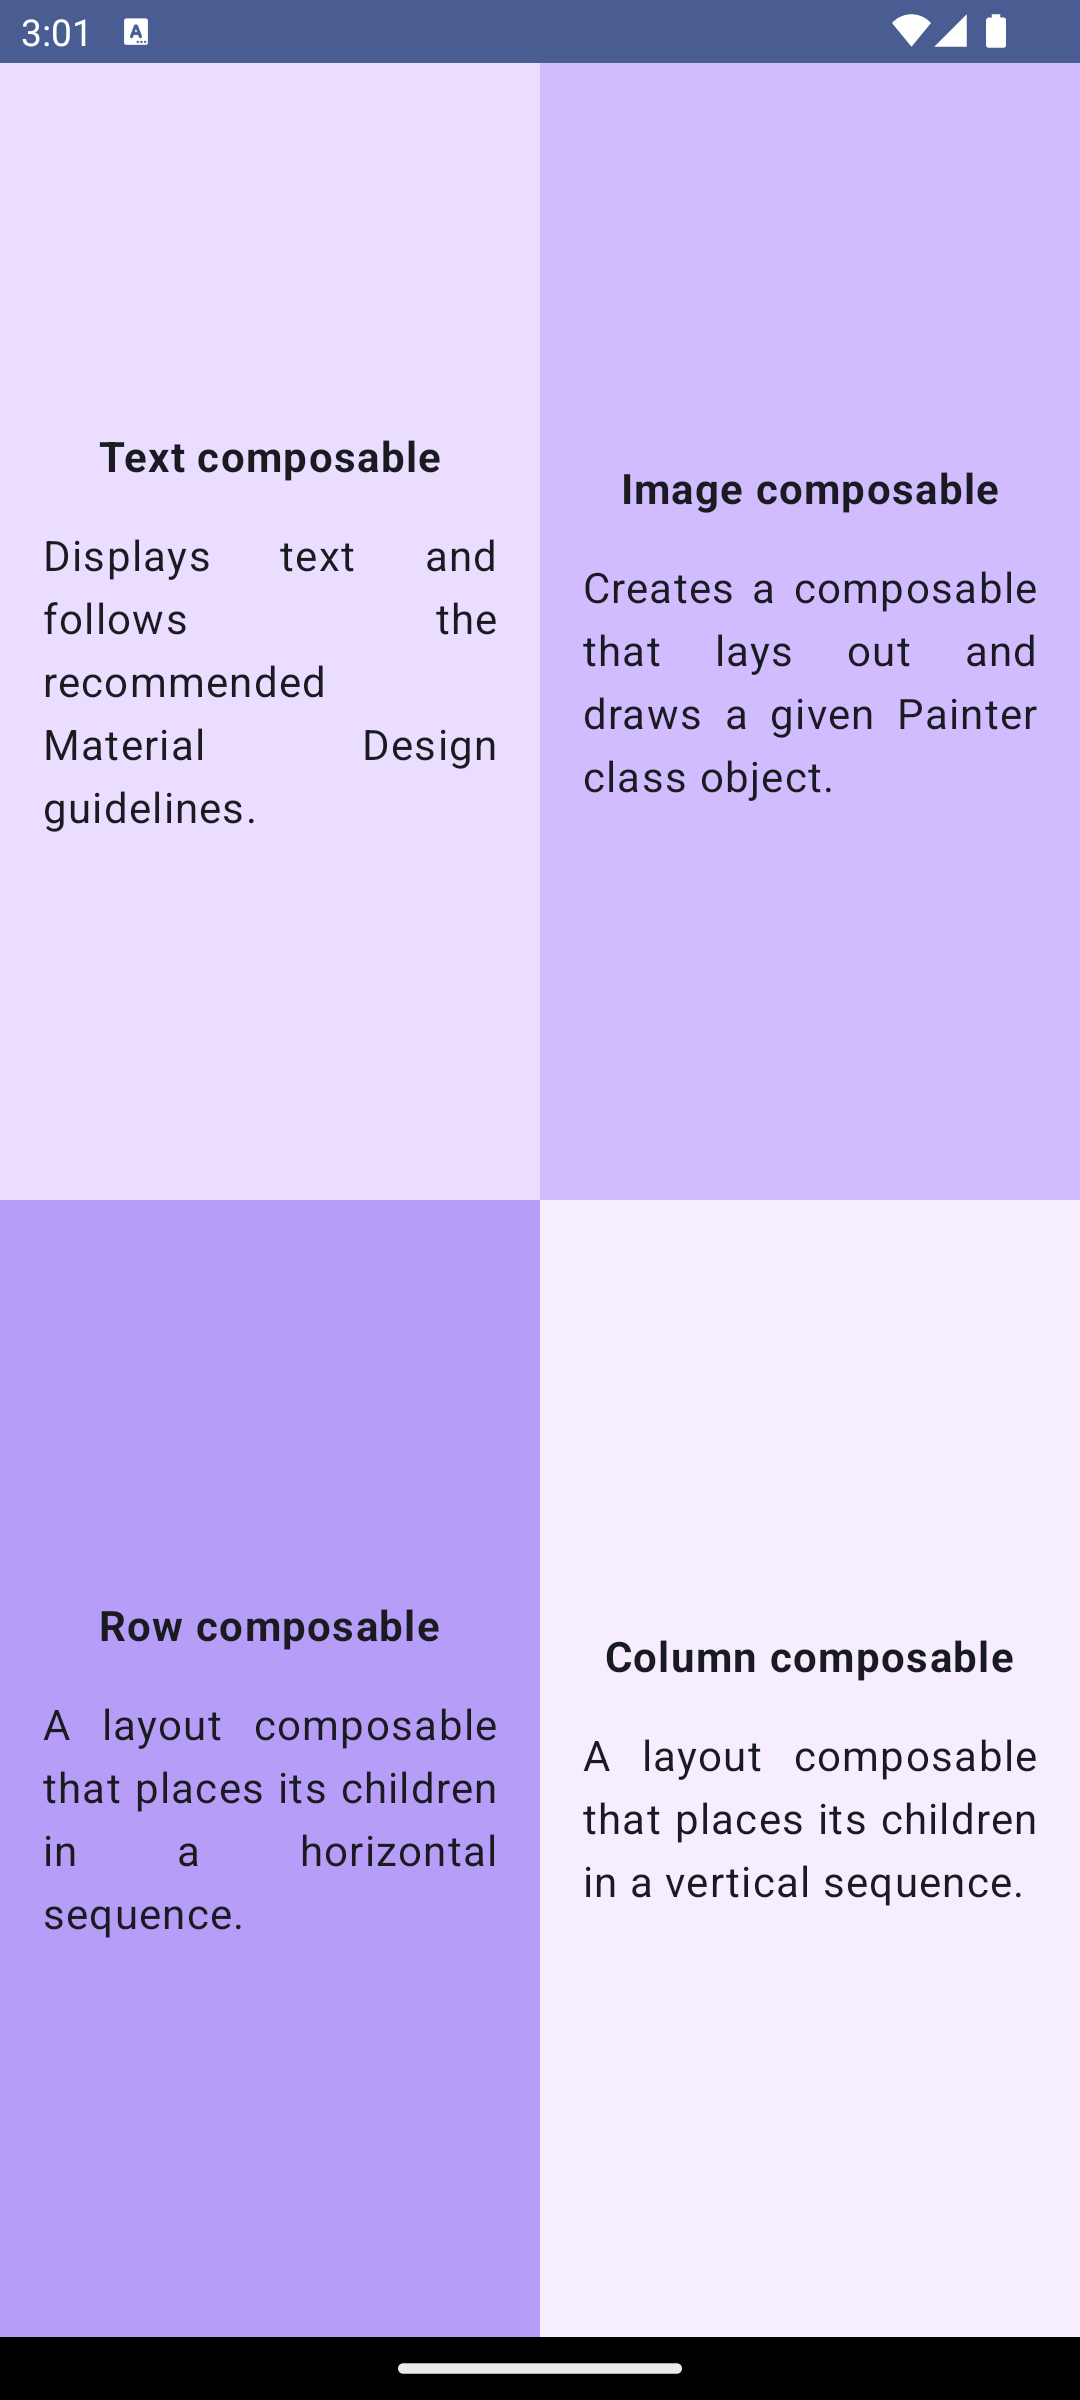 3:01
Text composable
Displays text and
follows the
recommended
Material Design
guidelines.
Image composable
Creates a composable
that lays out and
draws a given Painter
class object.
Row composable
A layout composable
that places its children
in a horizontal
sequence.
Column composable
A layout composable
that places its children
in a vertical sequence.